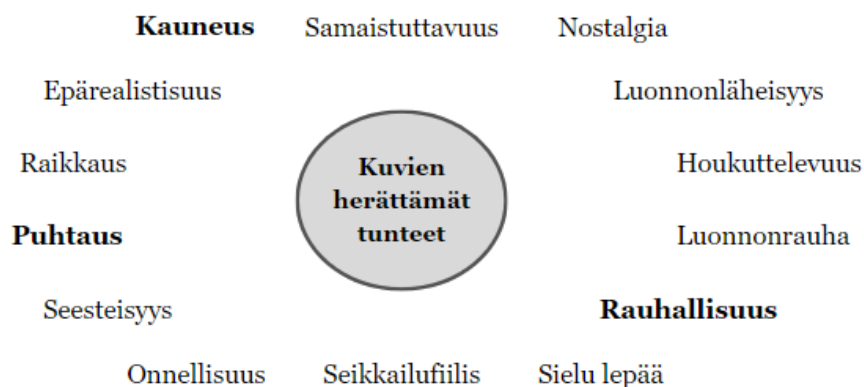 Kauneus Samaistuttavuus Nostalgia
Epärealistisuus Luonnonläheisyys
Raikkaus Houkuttelevuus
Kuvien
herättämät
tunteet
Puhtaus Luonnonrauha
Seesteisyys Rauhallisuus
Onnellisuus Seikkailufiilis Sielu lepää